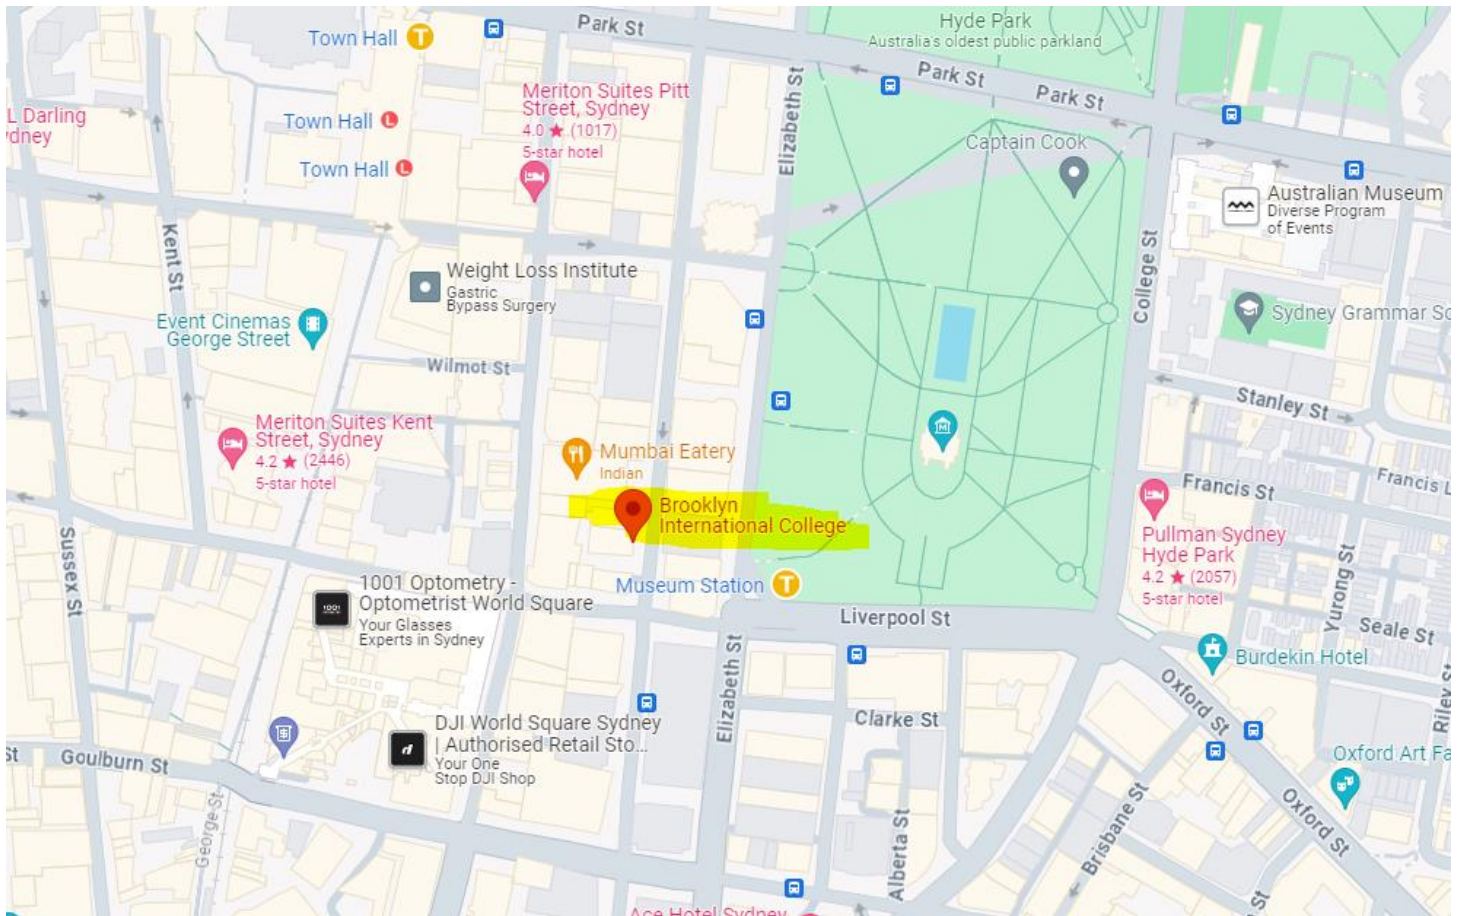 Park St
Town Hall
Hyde Park
Australia's oldest public parkland
Park St
Park St
Elizabeth St
Meriton Suites Pitt
Street, Sydney
4.0 ★ (1017)
5-star hotel
L Darling
Town Hall
Town Hall
Captain Cook
Australian Museum
Diverse Program
of Events
Kent St
College St
Weight Loss Institute
Gastric
Bypass Surgery
Event Cinemas
George Street
Sydney Grammar Sc
Wilmot St
Stanley St
Meriton Suites Kent
Street, Sydney
4.2 ★ (2446)
5-star hotel
Mumbai Eatery
Indian
Francis St
Francis L
Brooklyn
International College
Pullman Sydney
Hyde Park
4.2 ★ (2057)
5-star hotel
Sussex St
1001 Optometry -
Optometrist World Square
Your Glasses
Experts in Sydney
1001
Museum Station
Liverpool St
Yurong St
Seale St
Burdekin Hotel
Elizabeth St
Oxford St
Riley S
Clarke St
DJI World Square Sydney
| Authorised Retail Sto...
Your One
Stop DJI Shop
St
Goulburn St
Oxford Art Fa
George St
Oxford St
Alberta St
Brisbane St
St
Ace Hotel Sydney